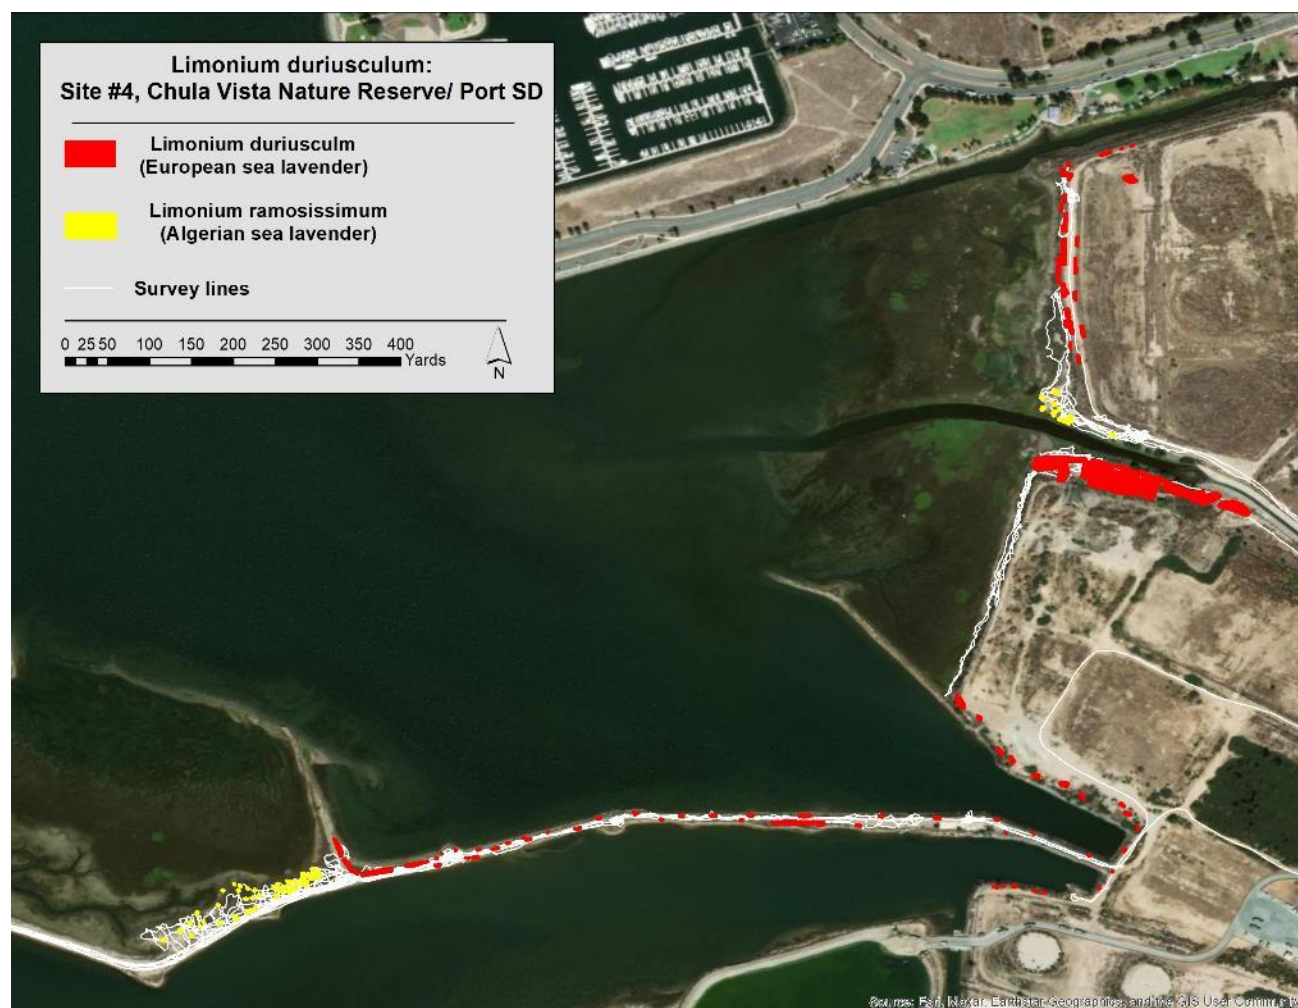 Limonium duriusculum:
Site #4, Chula Vista Nature Reserve/ Port SD
Limonium duriusculm
(European sea lavender)
Limonium ramosissimum
(Algerian sea lavender)
Survey lines
0 25 50 100 150 200 250 300 350 400
Yards
N
Source: Esri, Maxar, Earthstar Geographics, and the GIS User Community